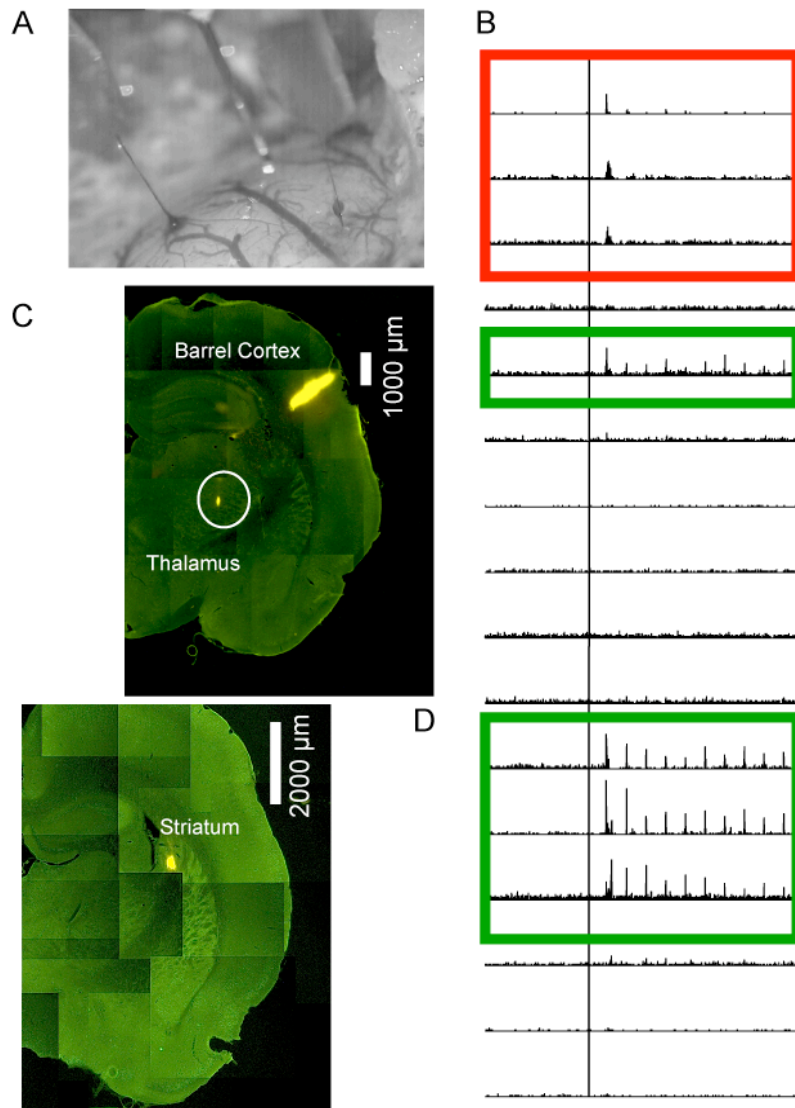 A
B
C
Barrel Cortex
1000 µm
Thalamus
D
2000 µm
Striatum